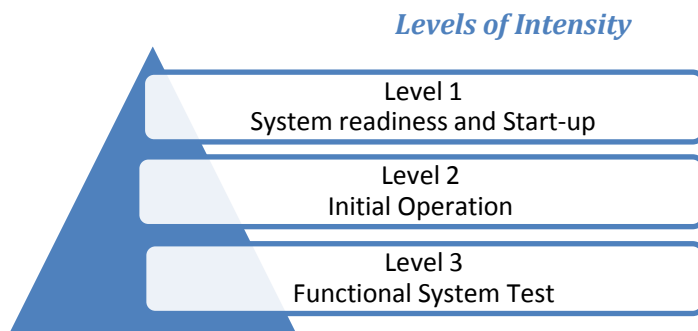 Levels of Intensity
Level 1
System readiness and Start-up
Level 2
Initial Operation
Level 3
Functional System Test